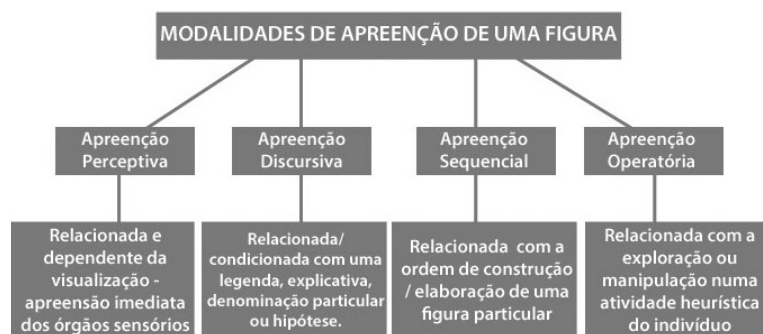 MODALIDADES DE APREENÇÃO DE UMA FIGURA
Apreenção
Perceptiva
Apreenção
Discursiva
Apreenção
Sequencial
Apreenção
Operatória
Relacionada e
dependente da
visualização -
apreensão imediata
dos órgãos sensórios
Relacionada/
condicionada com uma
legenda, explicativa,
denominação particular
ou hipótese.
Relacionada com a
ordem de construção
/ elaboração de uma
figura particular
Relacionada com a
exploração ou
manipulação numa
atividade heurística
do indivíduo